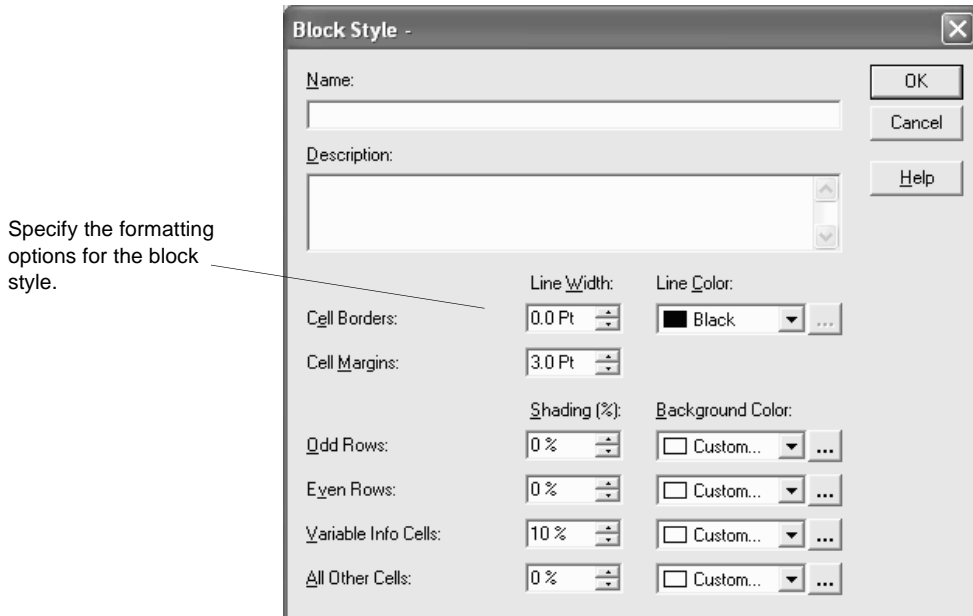 Block Style -
Name:
OK
Cancel
Description:
Help
Specify the formatting
options for the block
style.
Line Width: Line Color:
Cell Borders: 0.0 Pt Black ...
Cell Margins: 3.0 Pt
Shading (%): Background Color:
Odd Rows: 0 % Custom... ...
Even Rows: 0 % Custom... ...
Variable Info Cells: 10 % Custom... ...
All Other Cells: 0 % Custom... ...